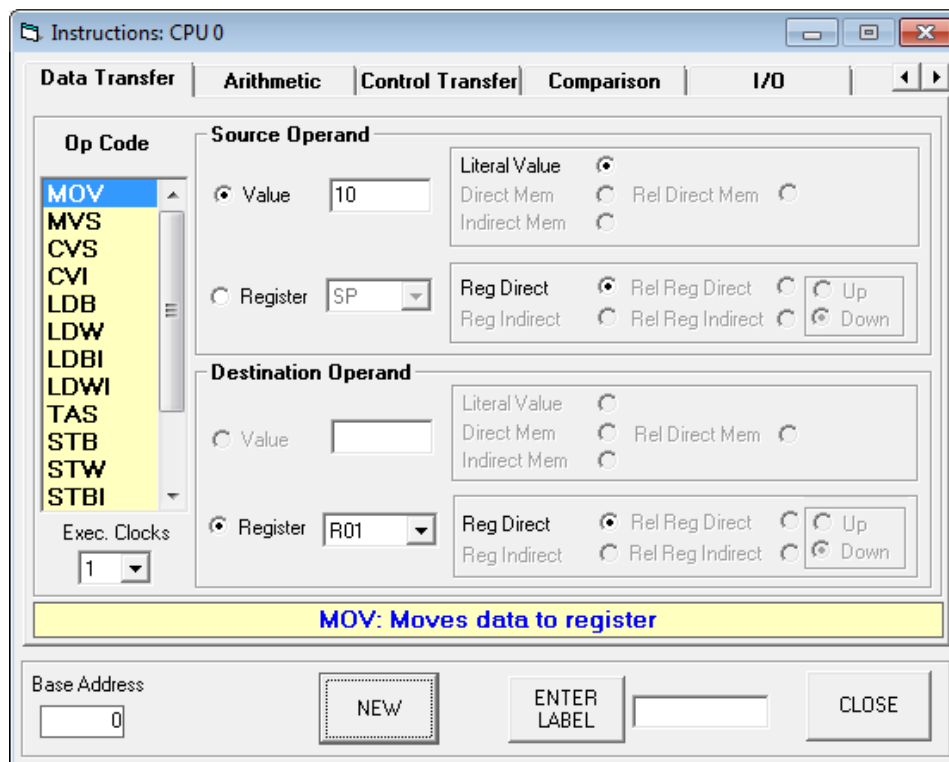 Instructions: CPU 0
Data Transfer Arithmetic Control Transfer Comparison I/O
Op Code
MOV
MVS
CVS
CVI
LDB
LDW
LDBI
LDWI
TAS
STB
STW
STBI
Exec. Clocks
1
Source Operand
Value 10
Literal Value
Direct Mem Rel Direct Mem
Indirect Mem
Register SP
Reg Direct Rel Reg Direct Up
Reg Indirect Rel Reg Indirect Down
Destination Operand
Value
Literal Value
Direct Mem Rel Direct Mem
Indirect Mem
Register R01
Reg Direct Rel Reg Direct Up
Reg Indirect Rel Reg Indirect Down
MOV: Moves data to register
Base Address
0
NEW
ENTER
LABEL
CLOSE